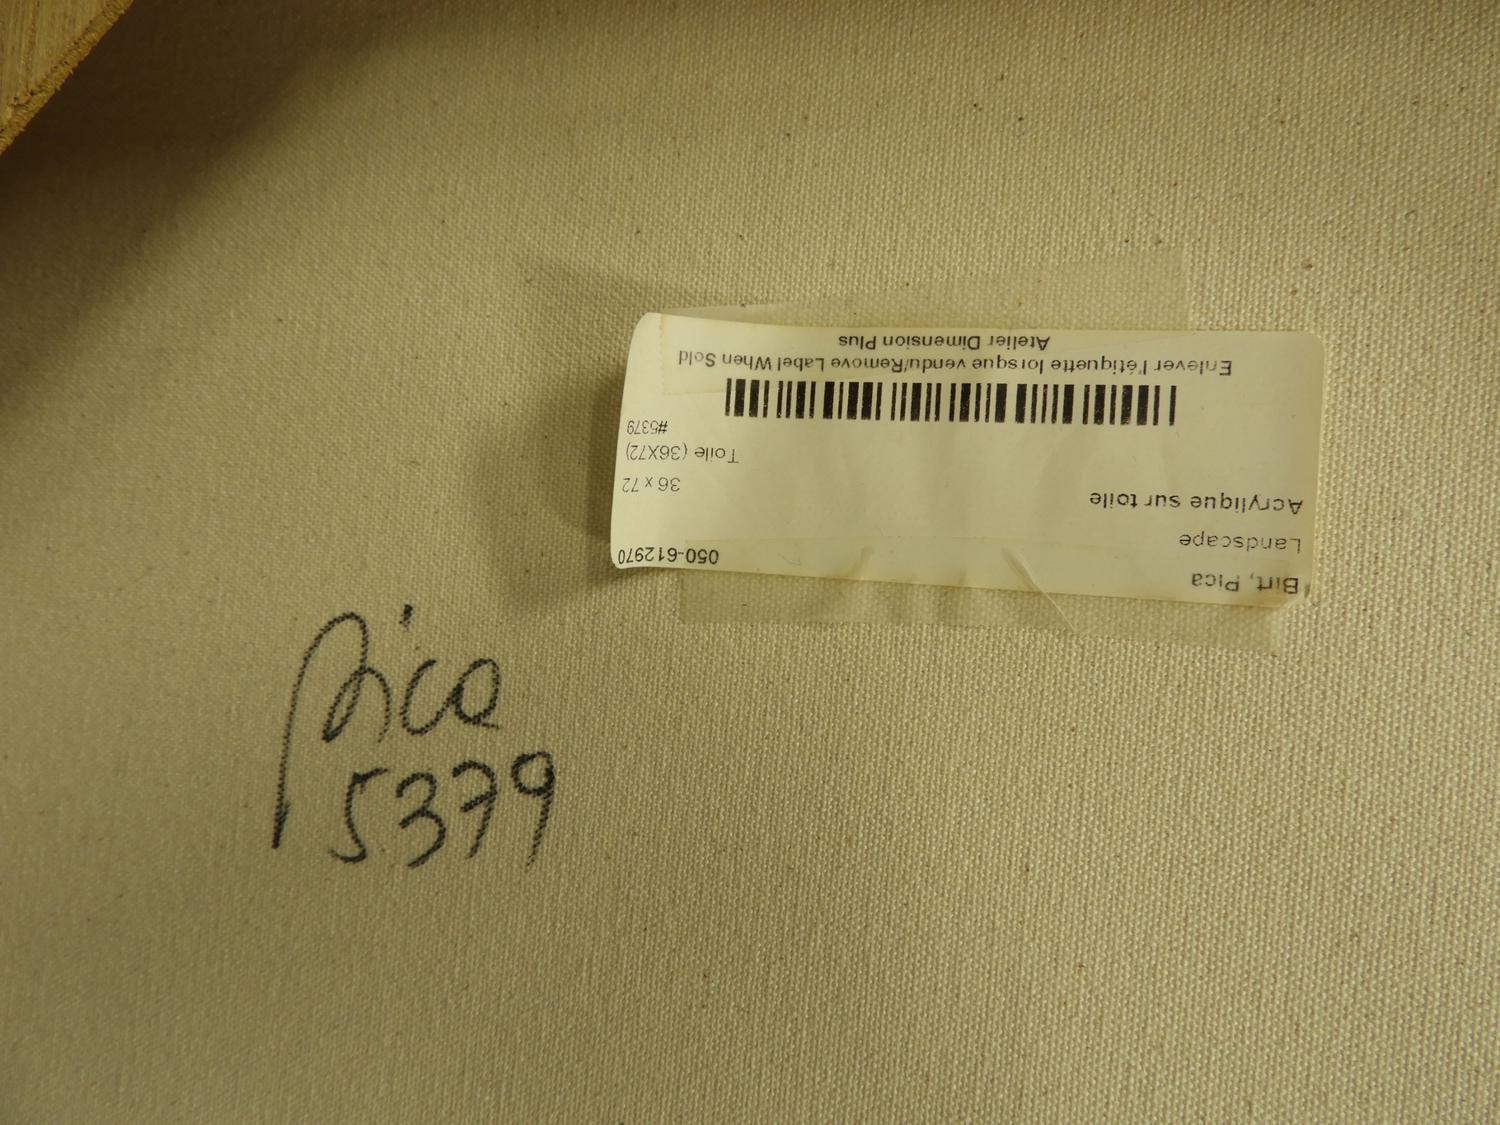 Birt, Pica
050-612970
Landscape
Acrylique sur toile
36 x 72
Toile (36X72)
#5379
Enlever l'étiquette lorsque vendu/Remove Label When Sold
Atelier Dimension Plus
Pica
5379